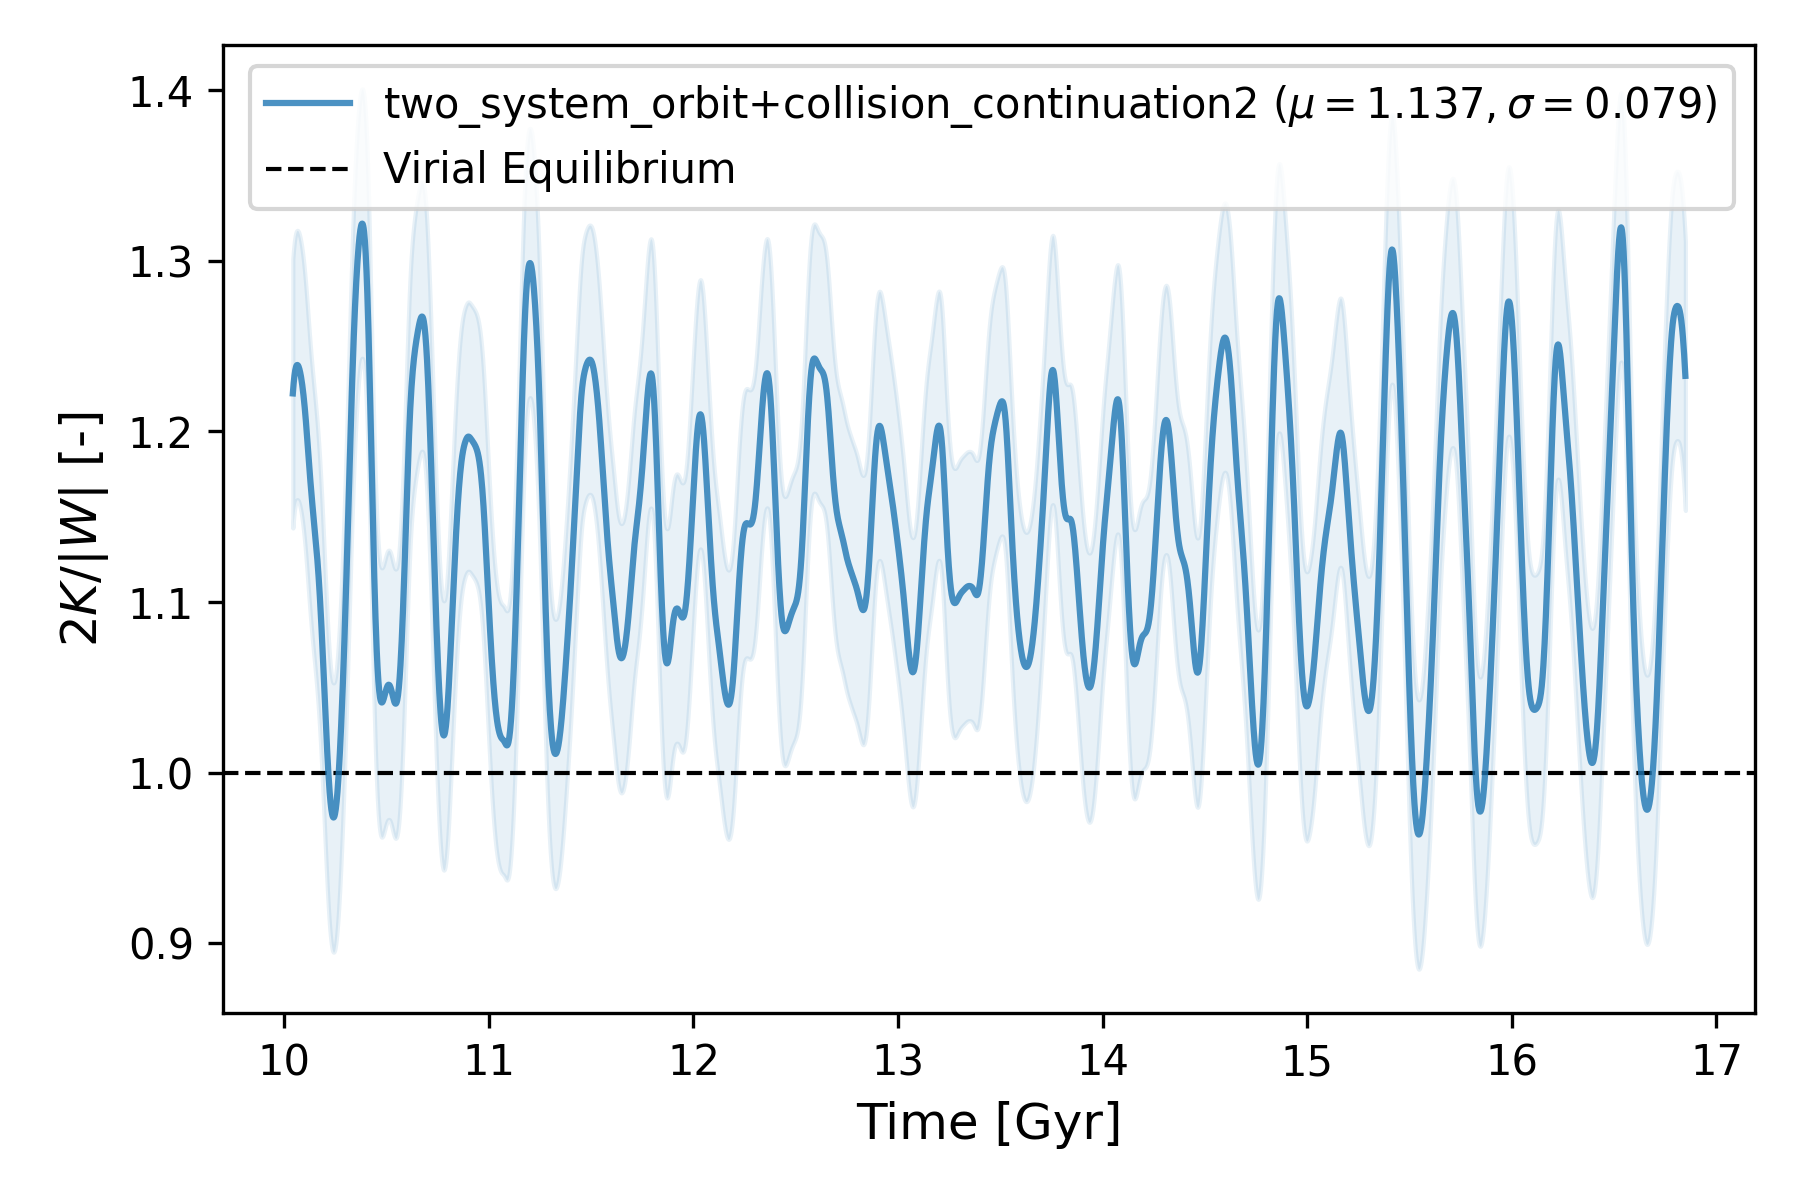 two_system_orbit+collision_continuation2 (μ = 1.137, σ = 0.079)
Virial Equilibrium
2K/|W| [-]
1.4
1.3
1.2
1.1
1.0
0.9
10 11 12 13 14 15 16 17
Time [Gyr]